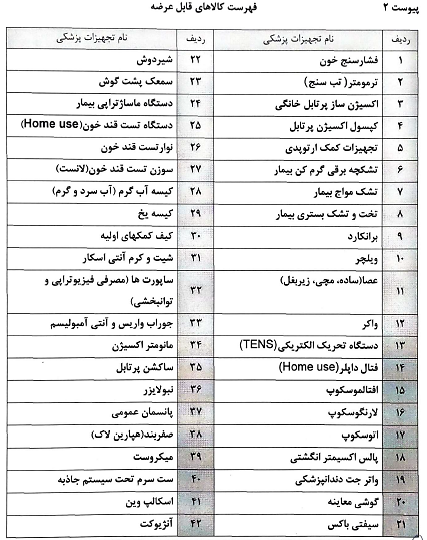 پیوست ۲
فهرست کالاهای قابل عرضه
ردیف نام تجهیزات پزشکی ردیف نام تجهیزات پزشکی
۱ فشارسنج خون ۲۲ شیردوش
۲ ترمومتر( تب سنج) ۲۳ سمعک پشت گوش
۳ اکسیژن ساز پرتابل خانگی ۲۴ دستگاه ماساژتراپی بیمار
۴ کپسول اکسیژن پرتابل ۲۵ دستگاه تست قند خون(Home use)
۵ تجهیزات کمک ارتوپدی ۲۶ نوارتست قند خون
۶ تشکچه برقی گرم کن بیمار ۲۷ سوزن تست قند خون(لانست)
۷ تشک مواج بیمار ۲۸ کیسه آب گرم (آب سرد و گرم)
۸ تخت و تشک بستری بیمار ۲۹ کیسه یخ
۹ برانکارد ۳۰ کیف کمکهای اولیه
۱۰ ویلچر ۳۱ شیت و کرم آنتی اسکار
۱۱ عصا(ساده، مچی، زیربغل) ۳۲ ساپورت ها (مصرفی فیزیوتراپی و
توانبخشی)
۱۲ واکر ۳۳ جوراب واریس و آنتی آمبولیسم
۱۳ دستگاه تحریک الکتریکی(TENS) ۳۴ مانومتر اکسیژن
۱۴ فتال داپلر(Home use) ۳۵ ساکشن پرتابل
۱۵ افتالموسکوپ ۳۶ نبولایزر
۱۶ لارنگوسکوپ ۳۷ پانسمان عمومی
۱۷ اتوسکوپ ۳۸ ضفربند(هپارین لاک)
۱۸ پالس اکسیمتر انگشتی ۳۹ میکروست
۱۹ واتر جت دندانپزشکی ۴۰ ست سرم تحت سیستم جاذبه
۲۰ گوشی معاینه ۴۱ اسکالپ وین
۲۱ سیفتی باکس ۴۲ آنژیوکت